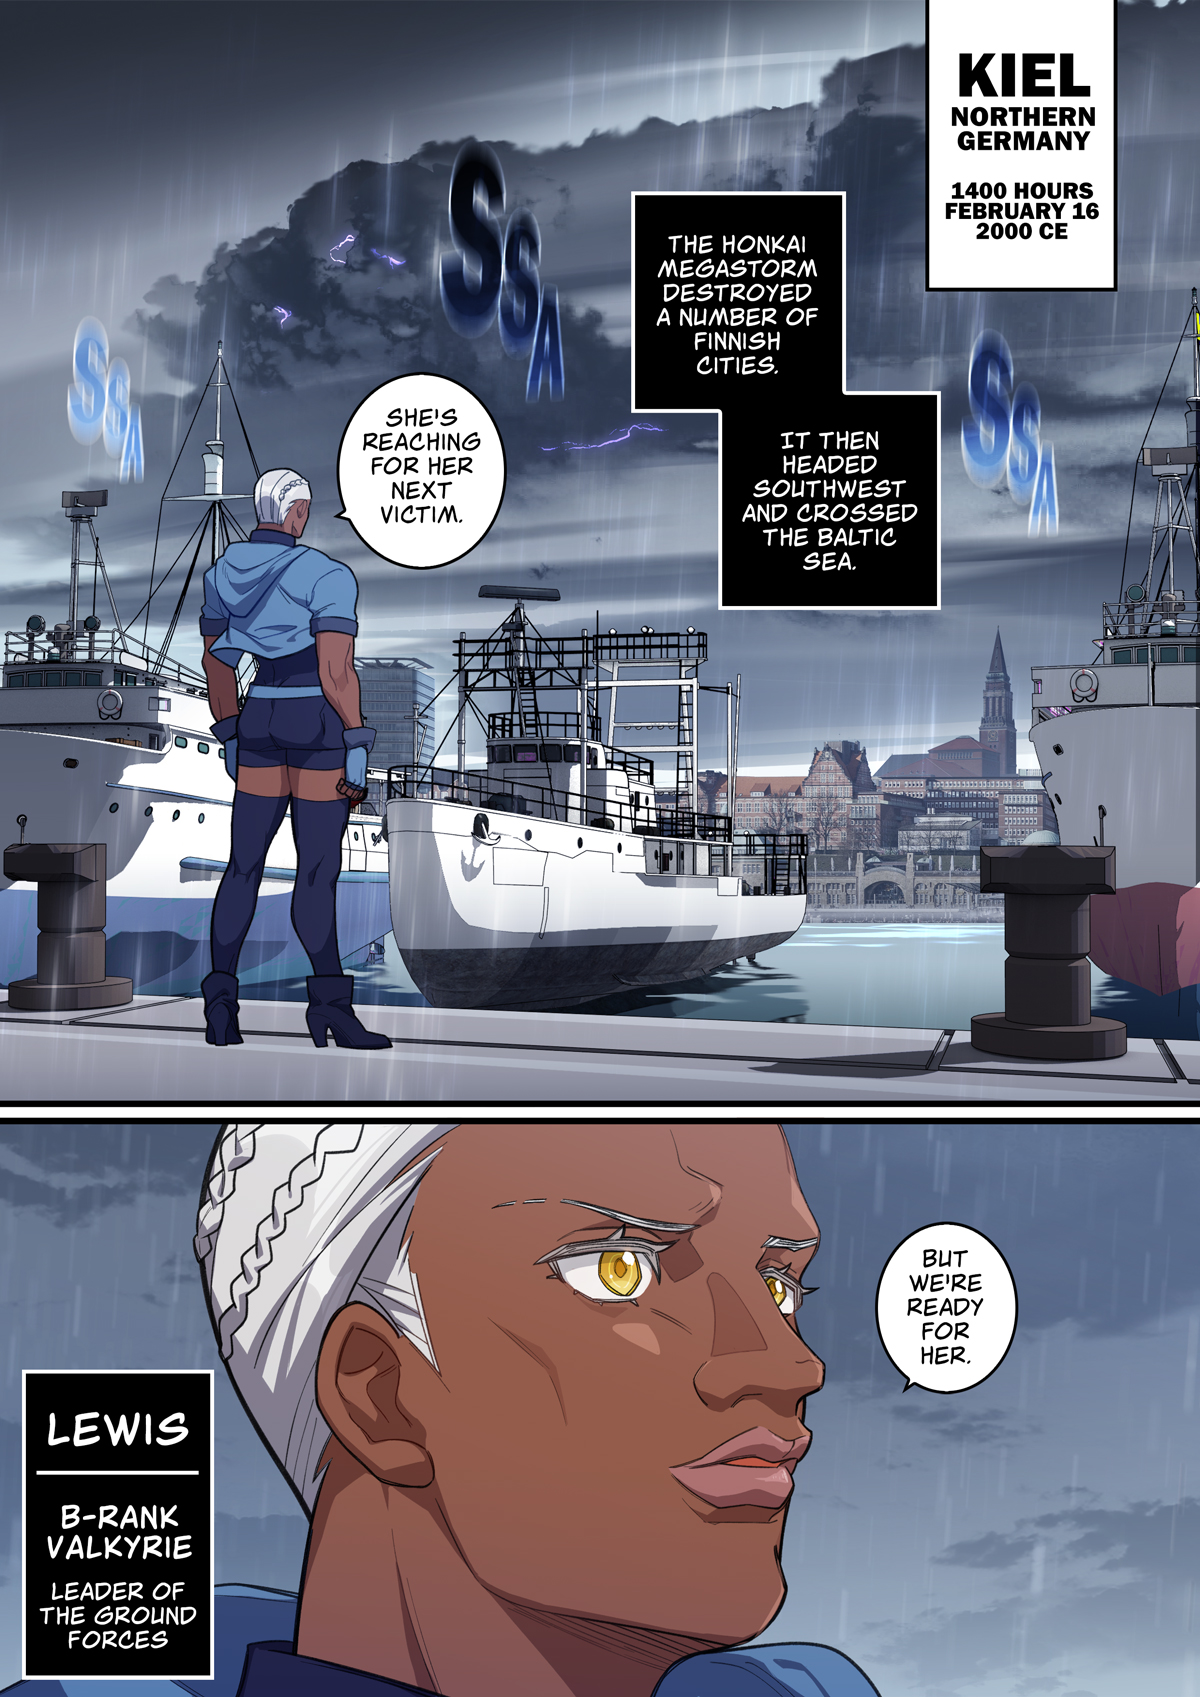 KIEL
NORTHERN
GERMANY
1400 HOURS
FEBRUARY 16
2000 CE
THE HONKAI
MEGASTORM
DESTROYED
A NUMBER OF
FINNISH
CITIES.
IT THEN
HEADED
SOUTHWEST
AND CROSSED
THE BALTIC
SEA.
SSA
SSA
SSA
SHE'S
REACHING
FOR HER
NEXT
VICTIM.
BUT
WE'RE
READY
FOR
HER.
LEWIS
B-RANK
VALKYRIE
LEADER OF
THE GROUND
FORCES